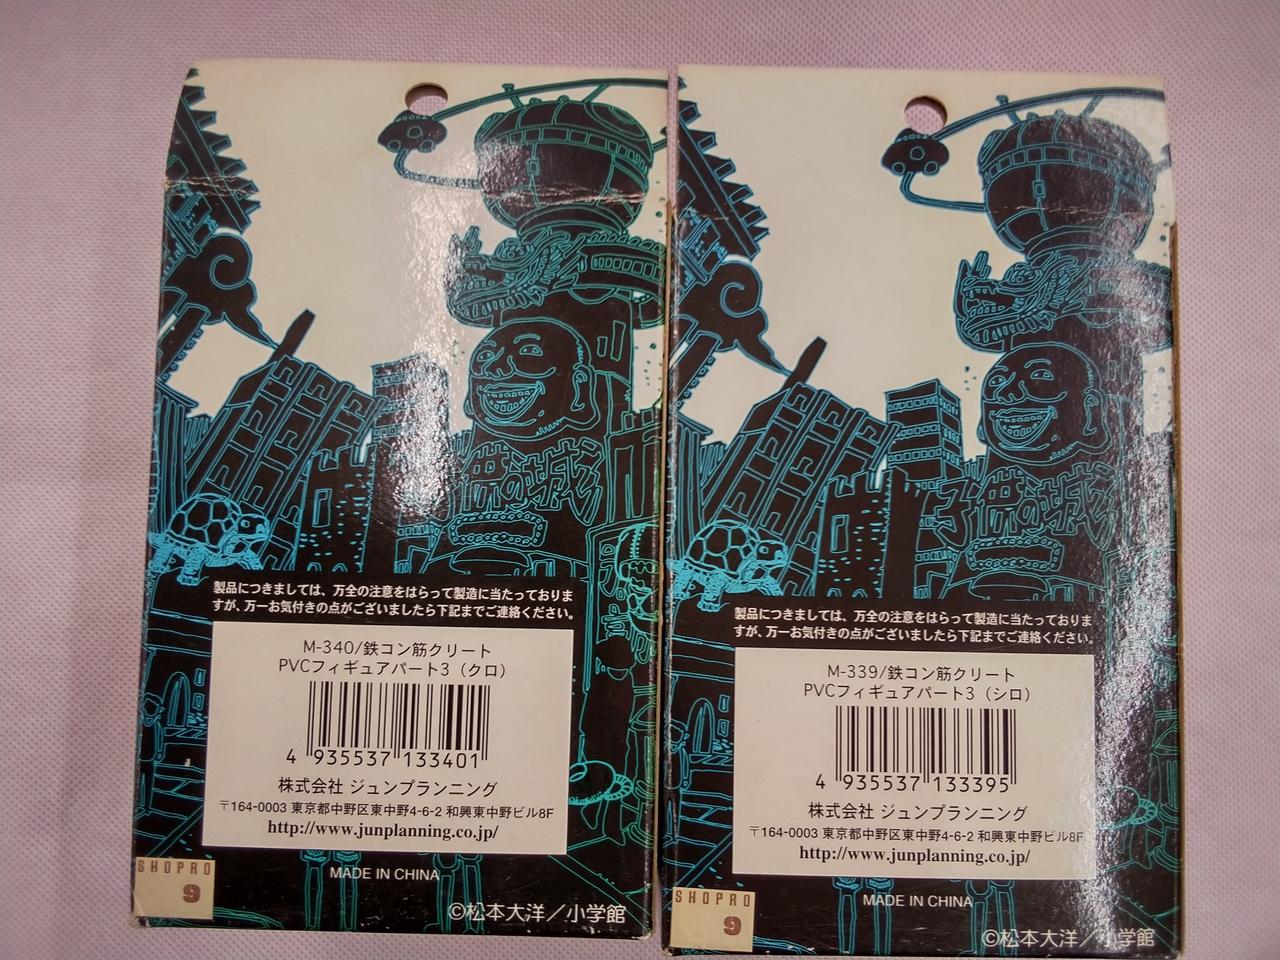 供の城
製品につきましては、万全の注意をはらって製造に当たっておりま
すが、万一お気付きの点がございましたら下記までご連絡ください。
M-340/鉄コン筋クリート
PVCフィギュアパート3（クロ）
4 935537 133401
株式会社 ジュンプランニング
〒164-0003 東京都中野区東中野4-6-2 和興東中野ビル8F
http://www.junplanning.co.jp/
MADE IN CHINA
SHOPRO
9
©松本大洋／小学館
子供の城
製品につきましては、万全の注意をはらって製造に当たっておりま
すが、万一お気付きの点がございましたら下記までご連絡ください。
M-339/鉄コン筋クリート
PVCフィギュアパート3（シロ）
4 935537 133395
株式会社 ジュンプランニング
〒164-0003 東京都中野区東中野4-6-2 和興東中野ビル8F
http://www.junplanning.co.jp/
MADE IN CHINA
SHOPRO
9
©松本大洋／小学館